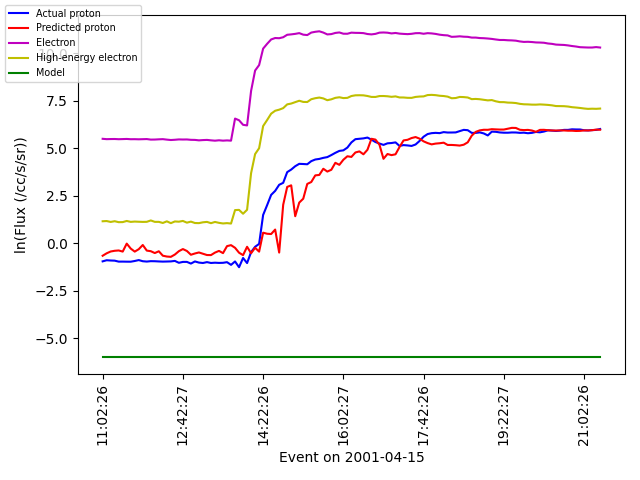 Actual proton
Predicted proton
Electron
High-energy electron
Model
7.5
5.0
2.5
0.0
−2.5
−5.0
ln(Flux (/cc/s/sr))
11:02:26
12:42:27
14:22:26
16:02:27
17:42:26
19:22:27
21:02:26
Event on 2001-04-15